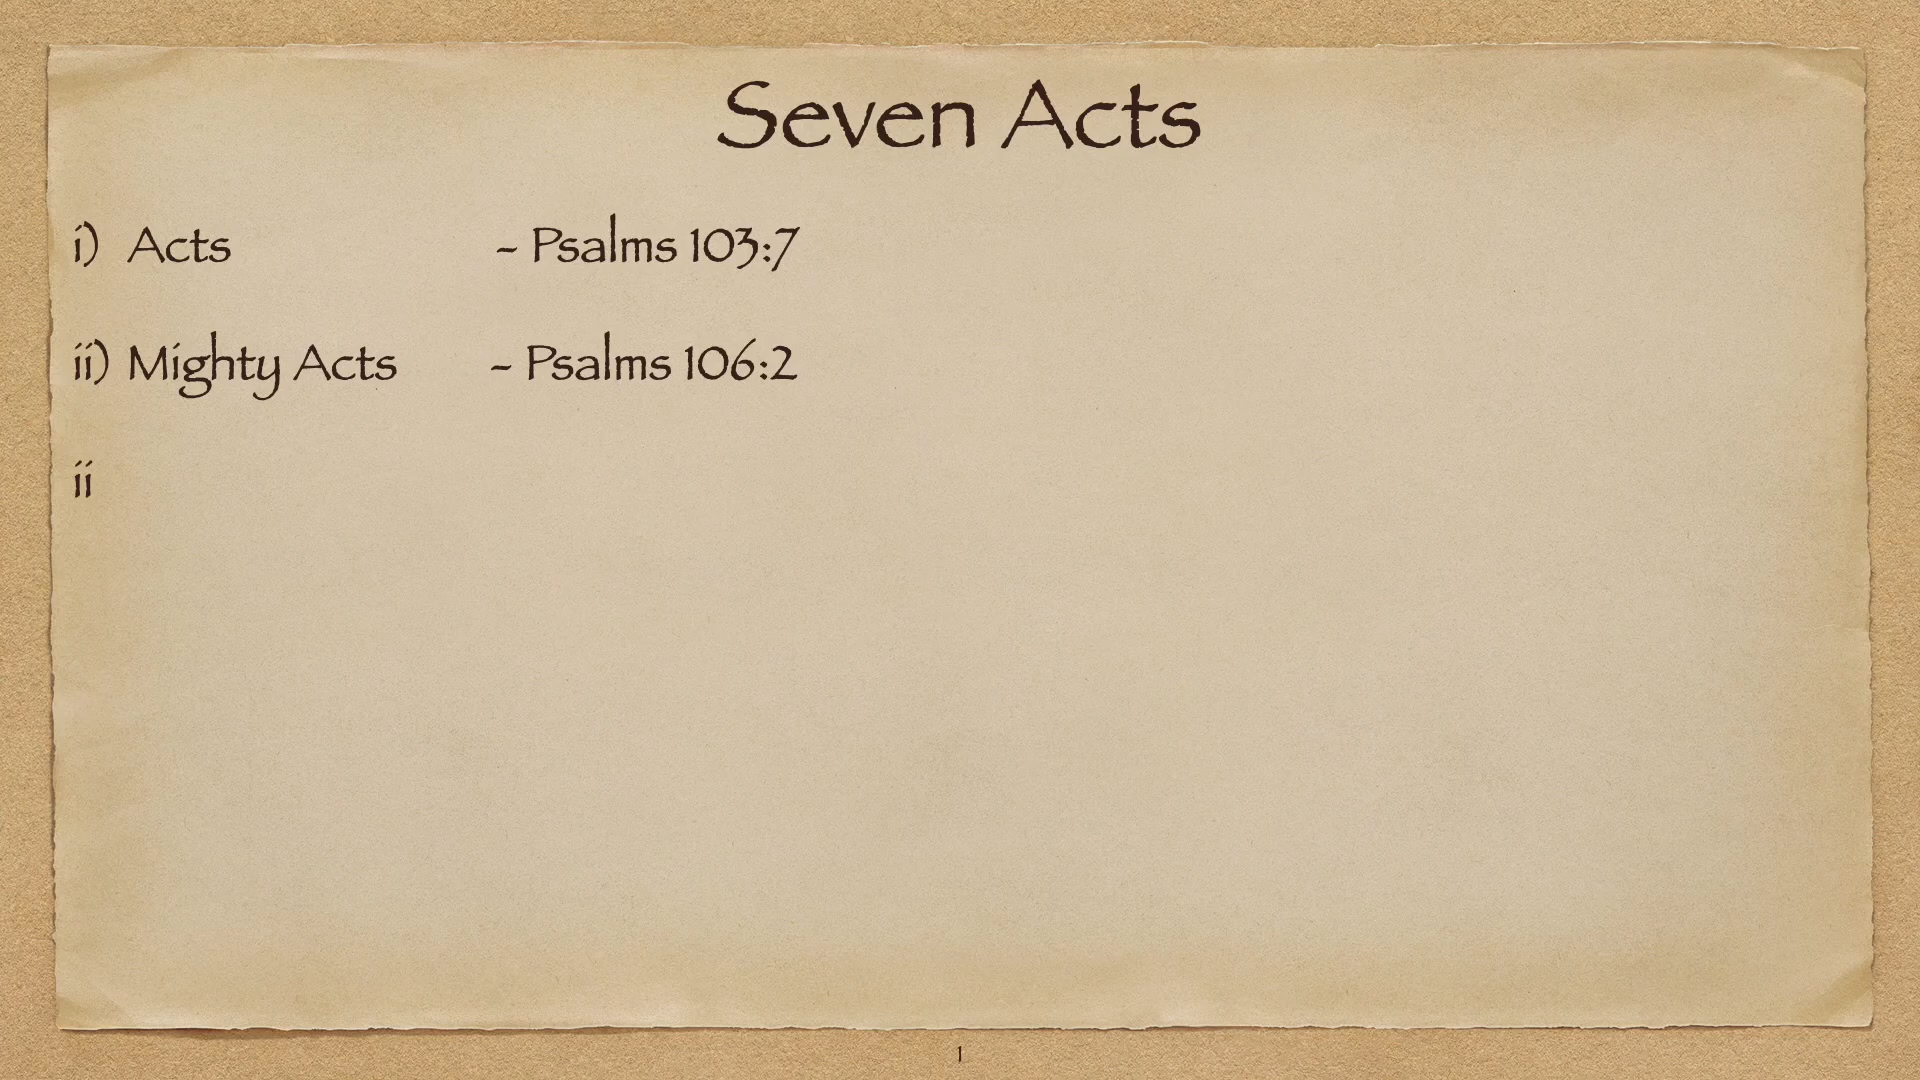 Seven Acts
i) Acts - Psalms 103:7
ii) Mighty Acts - Psalms 106:2
ii
1